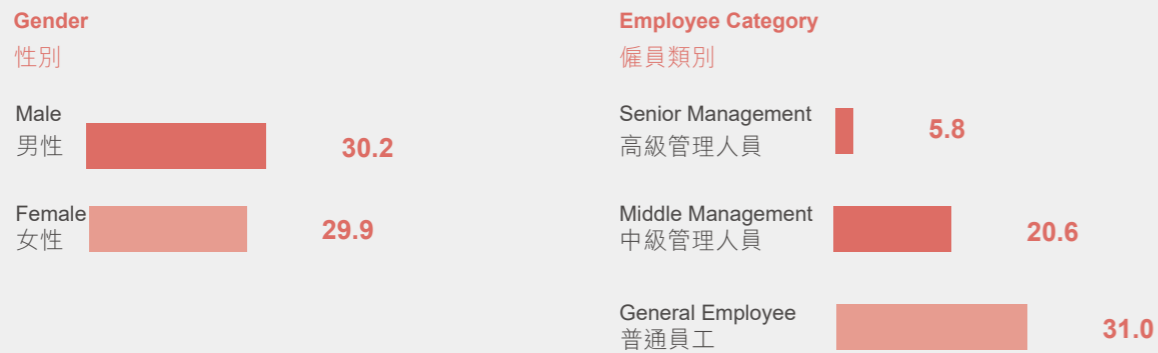 Gender
性別
Male
男性
30.2
Female
女性
29.9
Employee Category
僱員類別
Senior Management
高級管理人員
5.8
Middle Management
中級管理人員
20.6
General Employee
普通員工
31.0